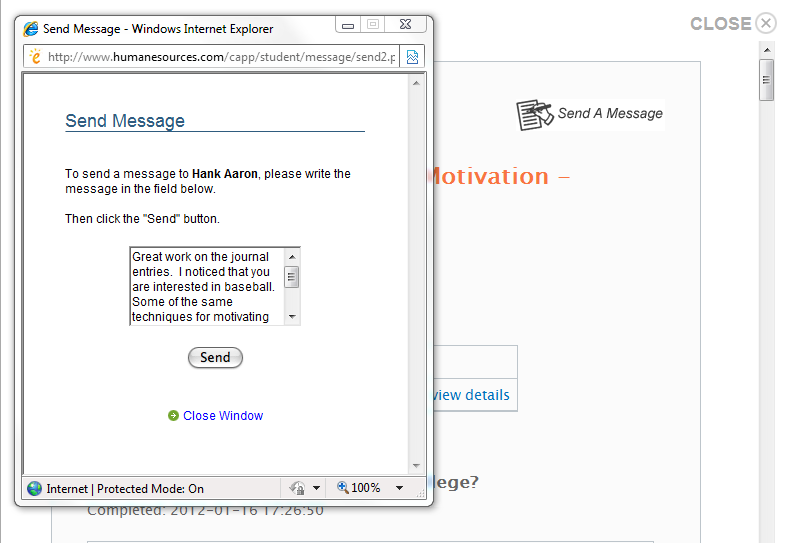 Send Message - Windows Internet Explorer
http://www.humanesources.com/capp/student/message/send2.p
Send Message
To send a message to Hank Aaron, please write the
message in the field below.
Then click the "Send" button.
Great work on the journal
entries. I noticed that you
are interested in baseball.
Some of the same
techniques for motivating
Send
Close Window
Internet | Protected Mode: On
100%
CLOSE
Send A Message
Motivation –
view details
lege?
Completed: 2012-01-16 17:26:50